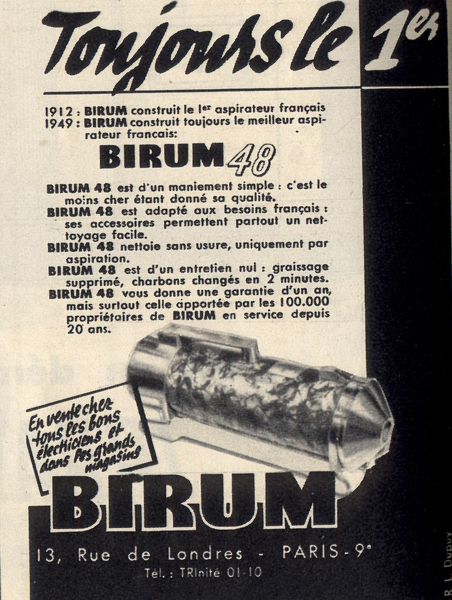 Toujours le 1er
1912 : BIRUM construit le 1er aspirateur français
1949 : BIRUM construit toujours le meilleur aspi-
rateur francais:
BIRUM 48
BIRUM 48 est d'un maniement simple : c'est le
moins cher étant donné sa qualité.
BIRUM 48 est adapté aux besoins français :
ses accessoires permettent partout un net-
toyage facile.
BIRUM 48 nettoie sans usure, uniquement par
aspiration.
BIRUM 48 est d'un entretien nul : graissage
supprimé, charbons changés en 2 minutes.
BIRUM 48 vous donne une garantie d'un an,
mais surtout celle apportée par les 100.000
propriétaires de BIRUM en service depuis
20 ans.
En vente chez
tous les bons
électriciens et
dans les grands
magasins
BIRUM
13, Rue de Londres - PARIS-9e
Tél. : TRInité 01-10
R. L. Dupuy